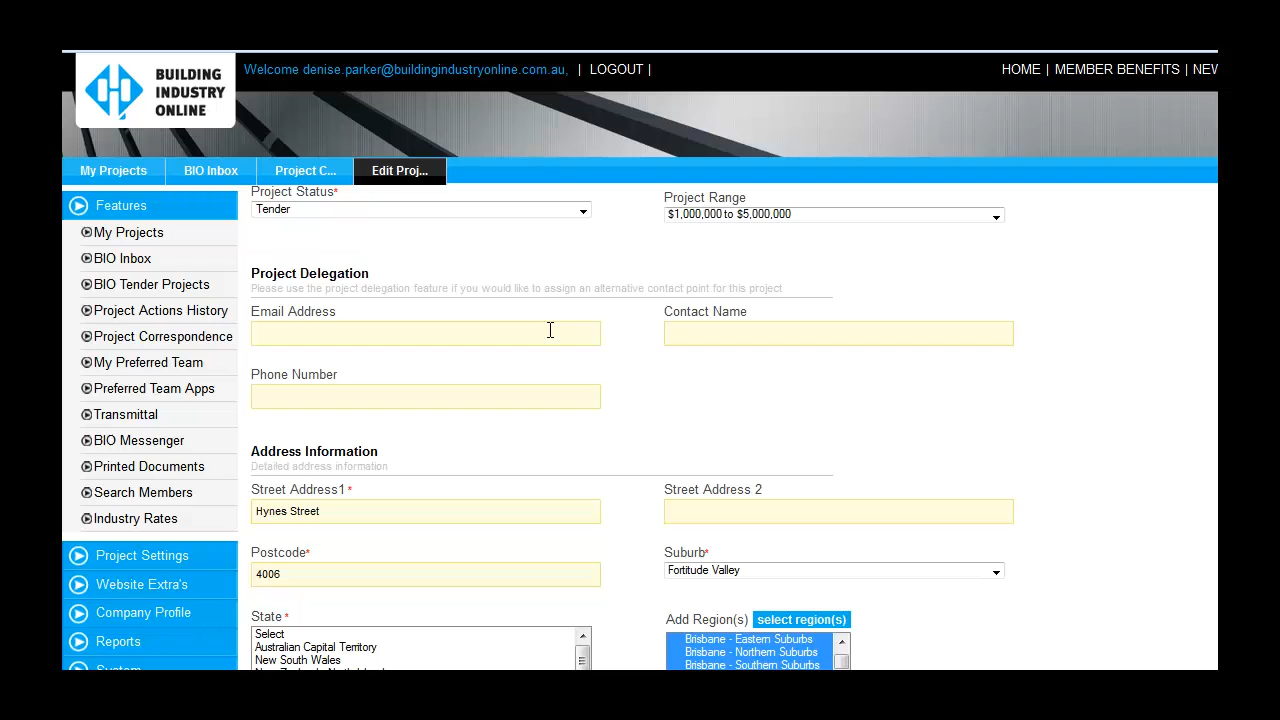 BUILDING
INDUSTRY
ONLINE
Welcome denise.parker@buildingindustryonline.com.au, | LOGOUT |
HOME | MEMBER BENEFITS | NEW
My Projects
BIO Inbox
Project C...
Edit Proj...
Features
My Projects
BIO Inbox
BIO Tender Projects
Project Actions History
Project Correspondence
My Preferred Team
Preferred Team Apps
Transmittal
BIO Messenger
Printed Documents
Search Members
Industry Rates
Project Settings
Website Extra's
Company Profile
Reports
System
Project Status*
Tender
Project Range
$1,000,000 to $5,000,000
Project Delegation
Please use the project delegation feature if you would like to assign an alternative contact point for this project
Email Address
Contact Name
Phone Number
Address Information
Detailed address information
Street Address1 *
Hynes Street
Street Address 2
Postcode*
4006
Suburb*
Fortitude Valley
State *
Select
Australian Capital Territory
New South Wales
Add Region(s) select region(s)
Brisbane - Eastern Suburbs
Brisbane - Northern Suburbs
Brisbane - Southern Suburbs